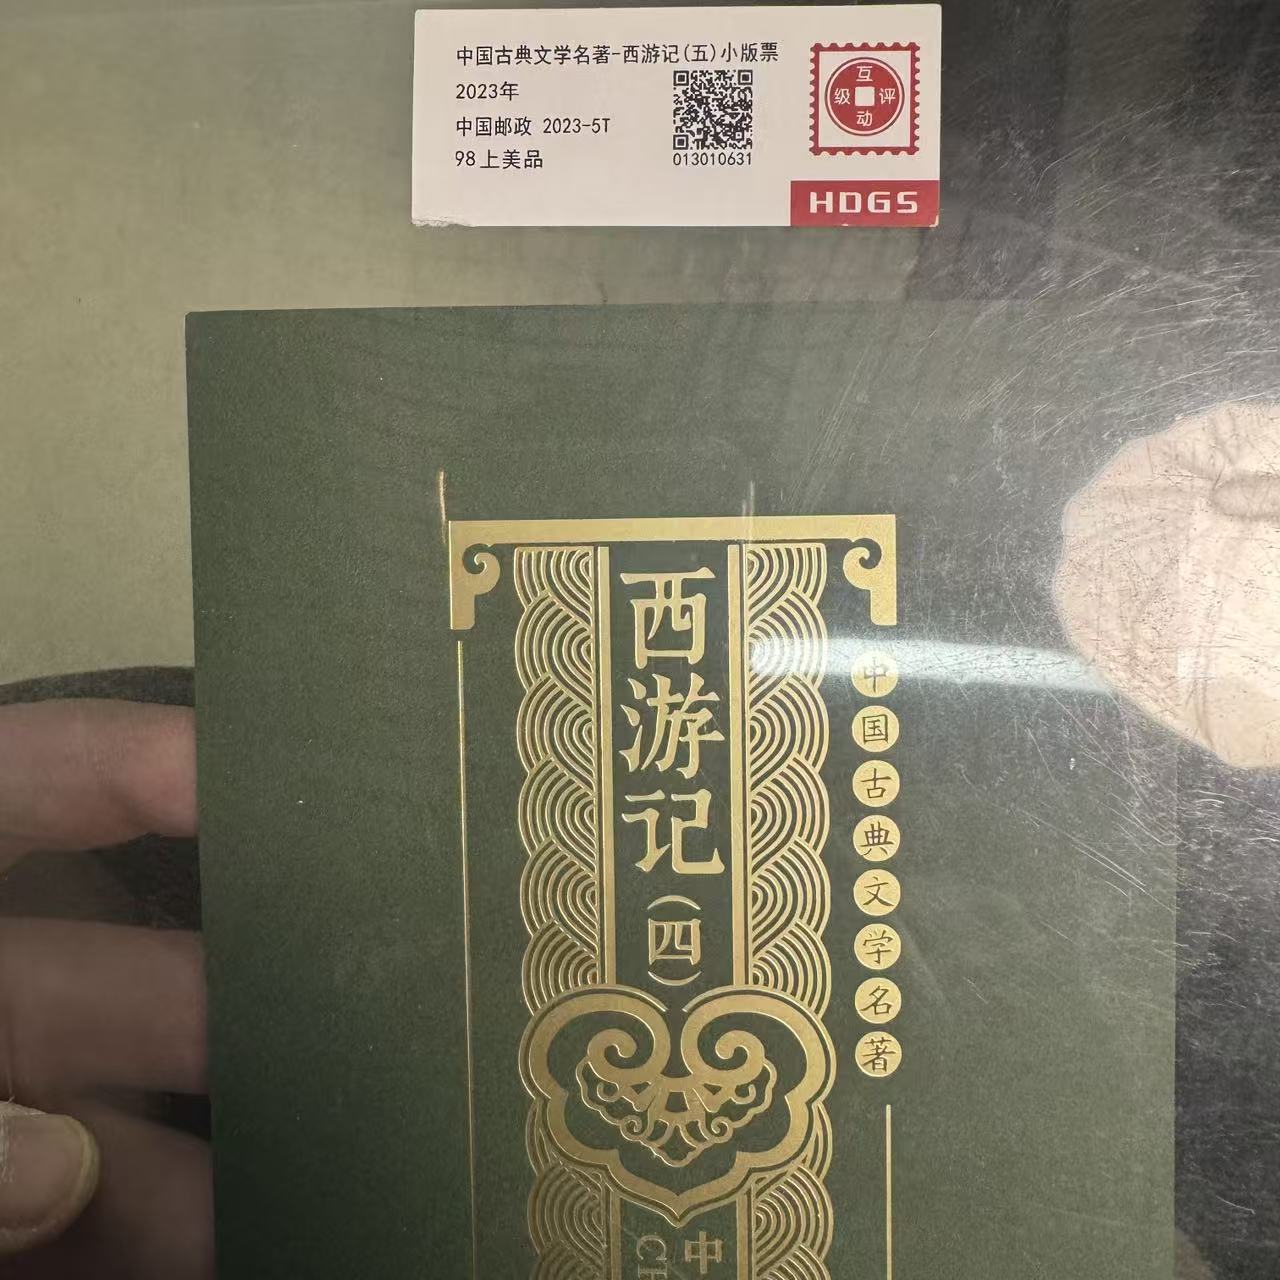 中国古典文学名著-西游记(五)小版票
2023年
中国邮政 2023-5T
98上美品
013010631
互
级 评
动
HDGS
西游记(四)
中国古典文学名著
中